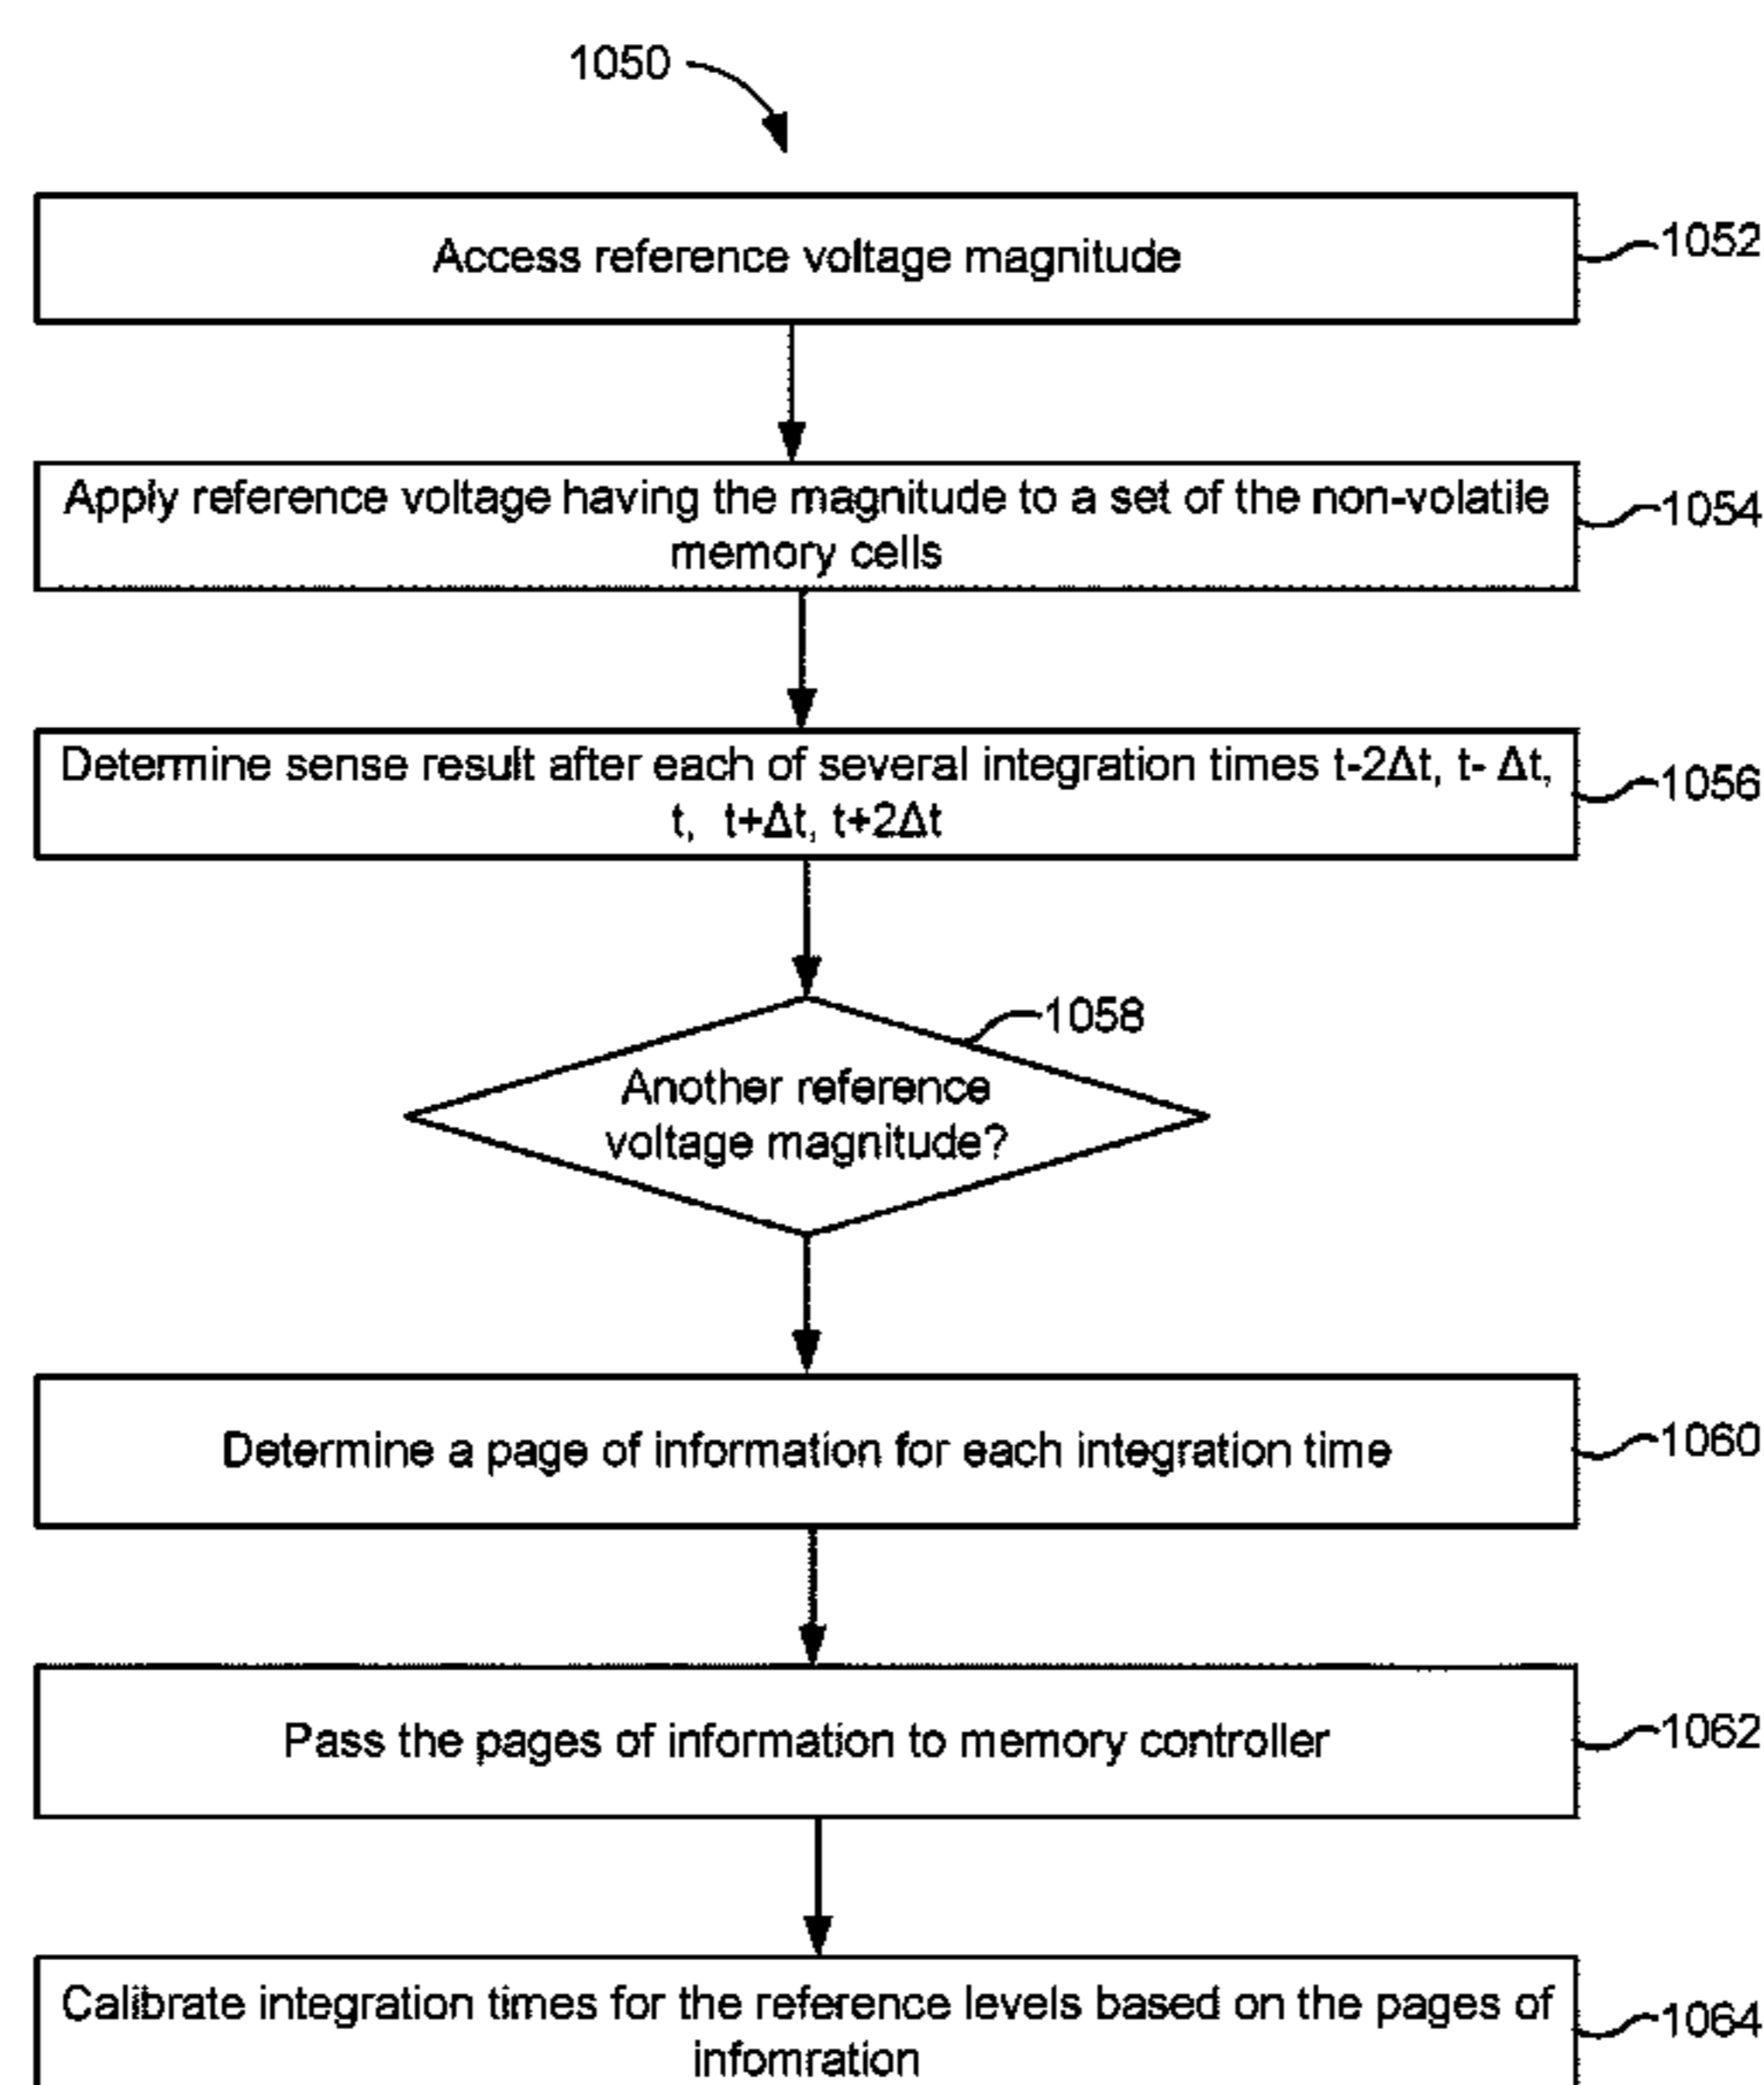 1050
Access reference voltage magnitude
1052
Apply reference voltage having the magnitude to a set of the non-volatile
memory cells
1054
Determine sense result after each of several integration times t-2Δt, t- Δt,
t, t+Δt, t+2Δt
1056
1058
Another reference
voltage magnitude?
Determine a page of information for each integration time
1060
Pass the pages of information to memory controller
1062
Calibrate integration times for the reference levels based on the pages of
infomration
1064